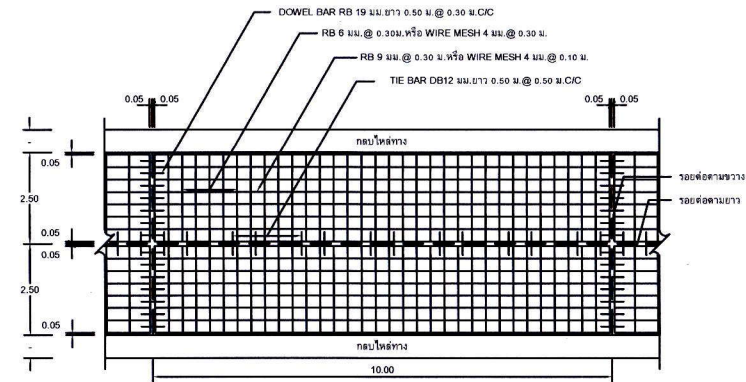 DOWEL BAR RB 19 มม.ยาว 0.50 ม.@ 0.30 ม.C/C
RB 6 มม.@ 0.30ม.หรือ WIRE MESH 4 มม.@ 0.30 ม.
RB 9 มม.@ 0.30 ม.หรือ WIRE MESH 4 มม.@ 0.10 ม.
TIE BAR DB12 มม.ยาว 0.50 ม.@ 0.50 ม.C/C
0.05 0.05
0.05 0.05
กลบไหล่ทาง
-
0.05
รอยต่อตามขวาง
2.50
รอยต่อตามยาว
0.05
0.05
2.50
0.05
กลบไหล่ทาง
-
10.00